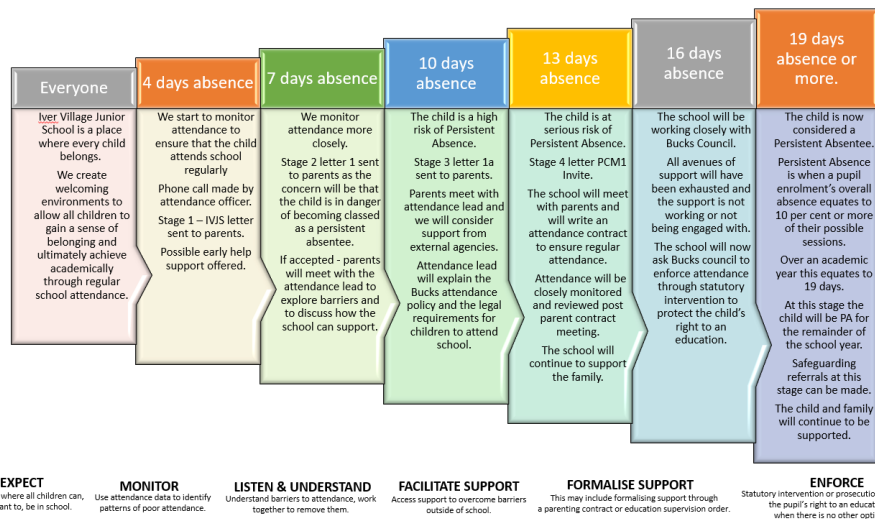 Everyone
Iver Village Junior
School is a place
where every child
belongs.
We create
welcoming
environments to
allow all children to
gain a sense of
belonging and
ultimately achieve
academically
through regular
school attendance.
4 days absence
We start to monitor
attendance to
ensure that the child
attends school
regularly
Phone call made by
attendance officer.
Stage 1 – IVJS letter
sent to parents.
Possible early help
support offered.
7 days absence
We monitor
attendance more
closely.
Stage 2 letter 1 sent
to parents as the
concern will be that
the child is in danger
of becoming classed
as a persistent
absentee.
If accepted - parents
will meet with the
attendance lead to
explore barriers and
to discuss how the
school can support.
10 days
absence
The child is a high
risk of Persistent
Absence.
Stage 3 letter 1a
sent to parents.
Parents meet with
attendance lead and
we will consider
support from
external agencies.
Attendance lead
will explain the
Bucks attendance
policy and the legal
requirements for
children to attend
school.
13 days
absence
The child is at
serious risk of
Persistent Absence.
Stage 4 letter PCM1
Invite.
The school will meet
with parents and
will write an
attendance contract
to ensure regular
attendance.
Attendance will be
closely monitored
and reviewed post
parent contract
meeting.
The school will
continue to support
the family.
16 days
absence
The school will be
working closely with
Bucks Council.
All avenues of
support will have
been exhausted and
the support is not
working or not
being engaged with.
The school will now
ask Bucks council to
enforce attendance
through statutory
intervention to
protect the child's
right to an
education.
19 days
absence or
more.
The child is now
considered a
Persistent Absentee.
Persistent Absence
is when a pupil
enrolment's overall
absence equates to
10 per cent or more
of their possible
sessions.
Over an academic
year this equates to
19 days.
At this stage the
child will be PA for
the remainder of
the school year.
Safeguarding
referrals at this
stage can be made.
The child and family
will continue to be
supported.
EXPECT
where all children can,
to, be in school.
MONITOR
Use attendance data to identify
patterns of poor attendance.
LISTEN & UNDERSTAND
Understand barriers to attendance, work
together to remove them.
FACILITATE SUPPORT
Access support to overcome barriers
outside of school.
FORMALISE SUPPORT
This may include formalising support through
a parenting contract or education supervision order.
ENFORCE
Statutory intervention or
the pupil's right to an
when there is no other